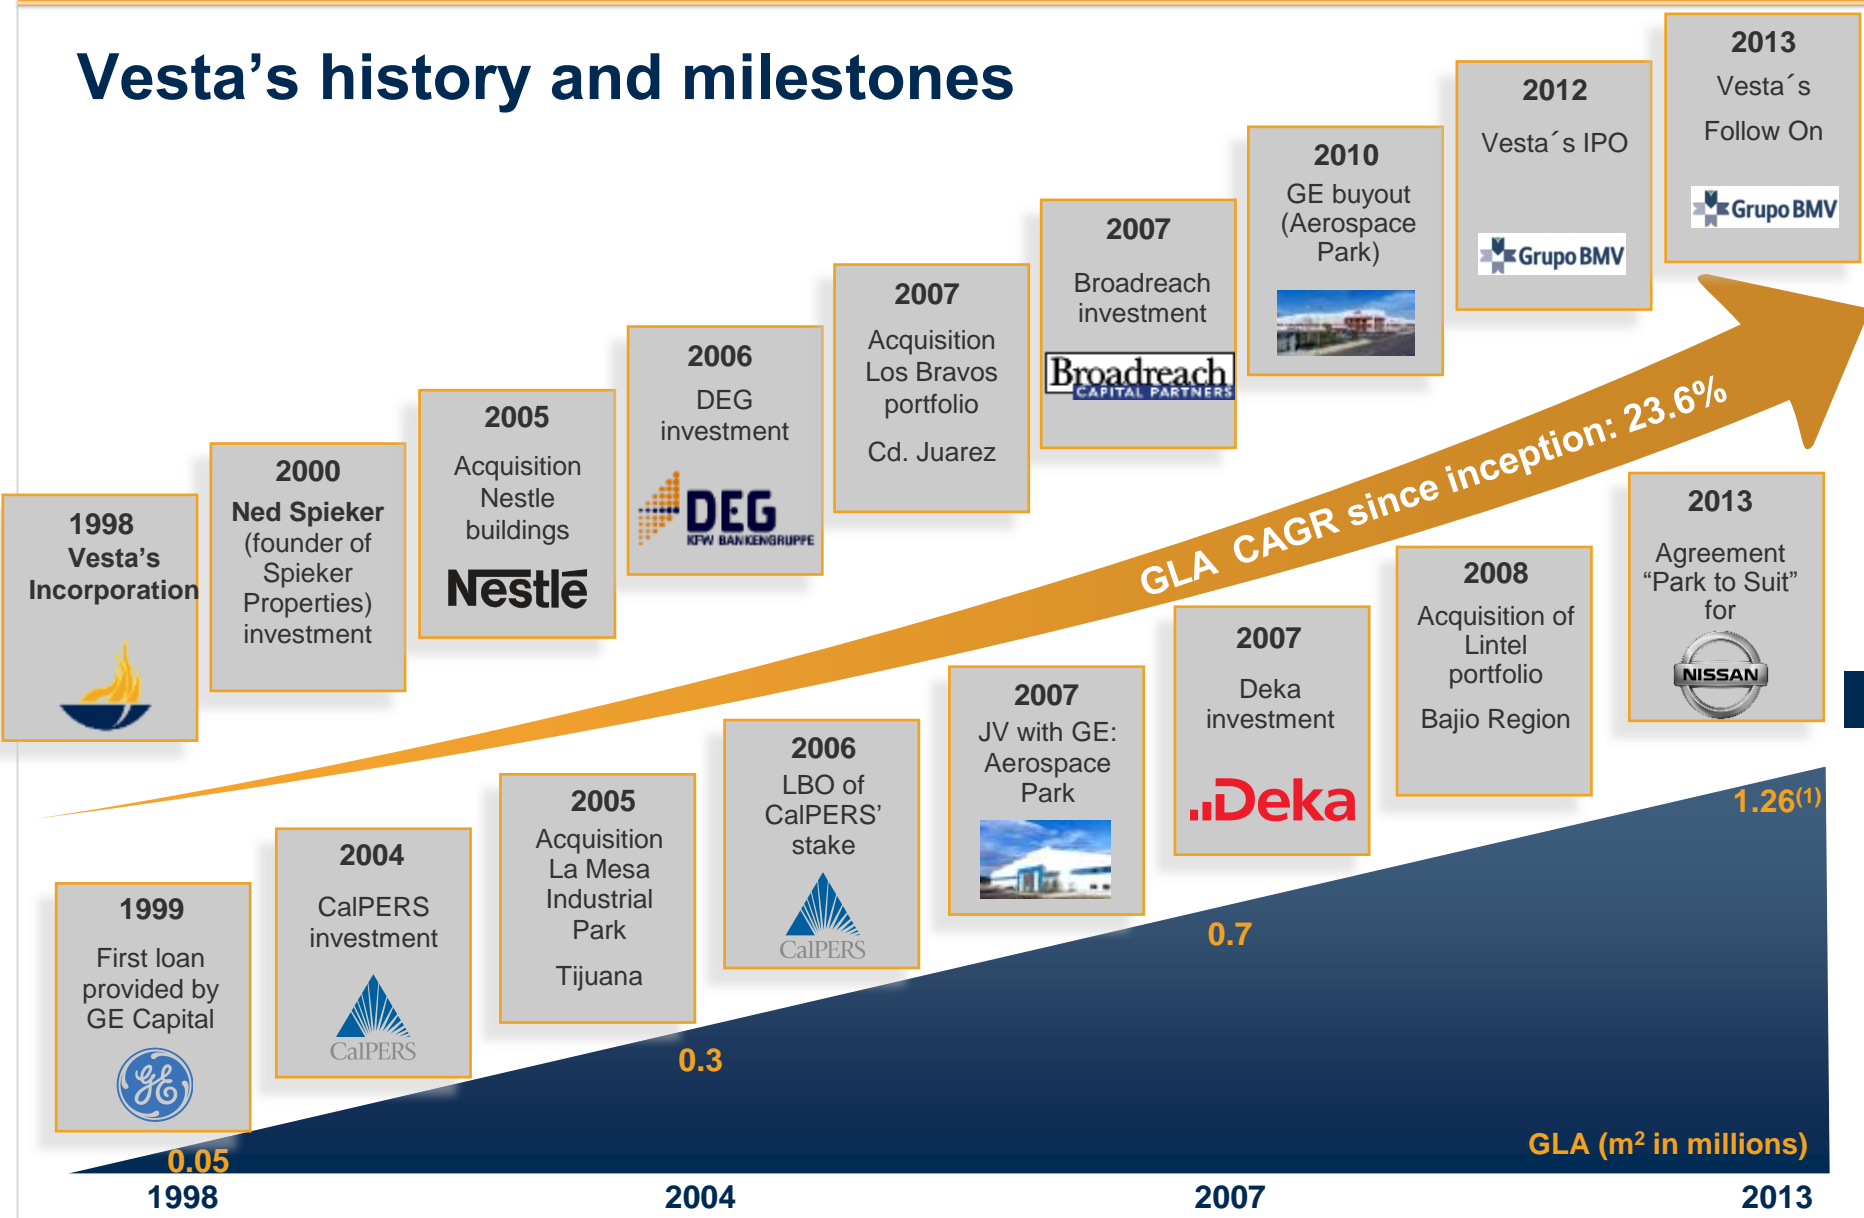 Vesta’s history and milestones
1998
Vesta’s
Incorporation
2000
Ned Spieker
(founder of
Spieker
Properties)
investment
2005
Acquisition
Nestle
buildings
Nestlé
2006
DEG
investment
DEG
KFW BANKENGRUPPE
2007
Acquisition
Los Bravos
portfolio
Cd. Juarez
2007
Broadreach
investment
Broadreach
CAPITAL PARTNERS
2010
GE buyout
(Aerospace
Park)
2012
Vesta´s IPO
Grupo BMV
2013
Vesta´s
Follow On
Grupo BMV
GLA CAGR since inception: 23.6%
1999
First loan
provided by
GE Capital
GE
2004
CalPERS
investment
CalPERS
2005
Acquisition
La Mesa
Industrial
Park
Tijuana
2006
LBO of
CalPERS’
stake
CalPERS
2007
JV with GE:
Aerospace
Park
2007
Deka
investment
Deka
2008
Acquisition of
Lintel
portfolio
Bajio Region
2013
Agreement
“Park to Suit”
for
NISSAN
0.05
0.3
0.7
1.26(1)
GLA (m² in millions)
1998
2004
2007
2013